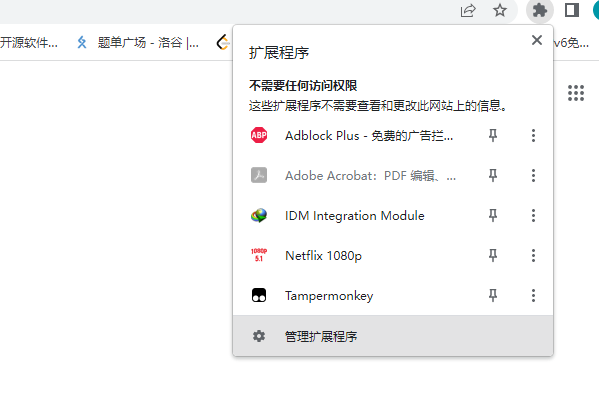 开源软件...
题单广场 - 洛谷 |...
v6免...
扩展程序
不需要任何访问权限
这些扩展程序不需要查看和更改此网站上的信息。
ABP
Adblock Plus - 免费的广告拦...
Adobe Acrobat：PDF 编辑、...
IDM Integration Module
1080p
5.1
Netflix 1080p
Tampermonkey
管理扩展程序